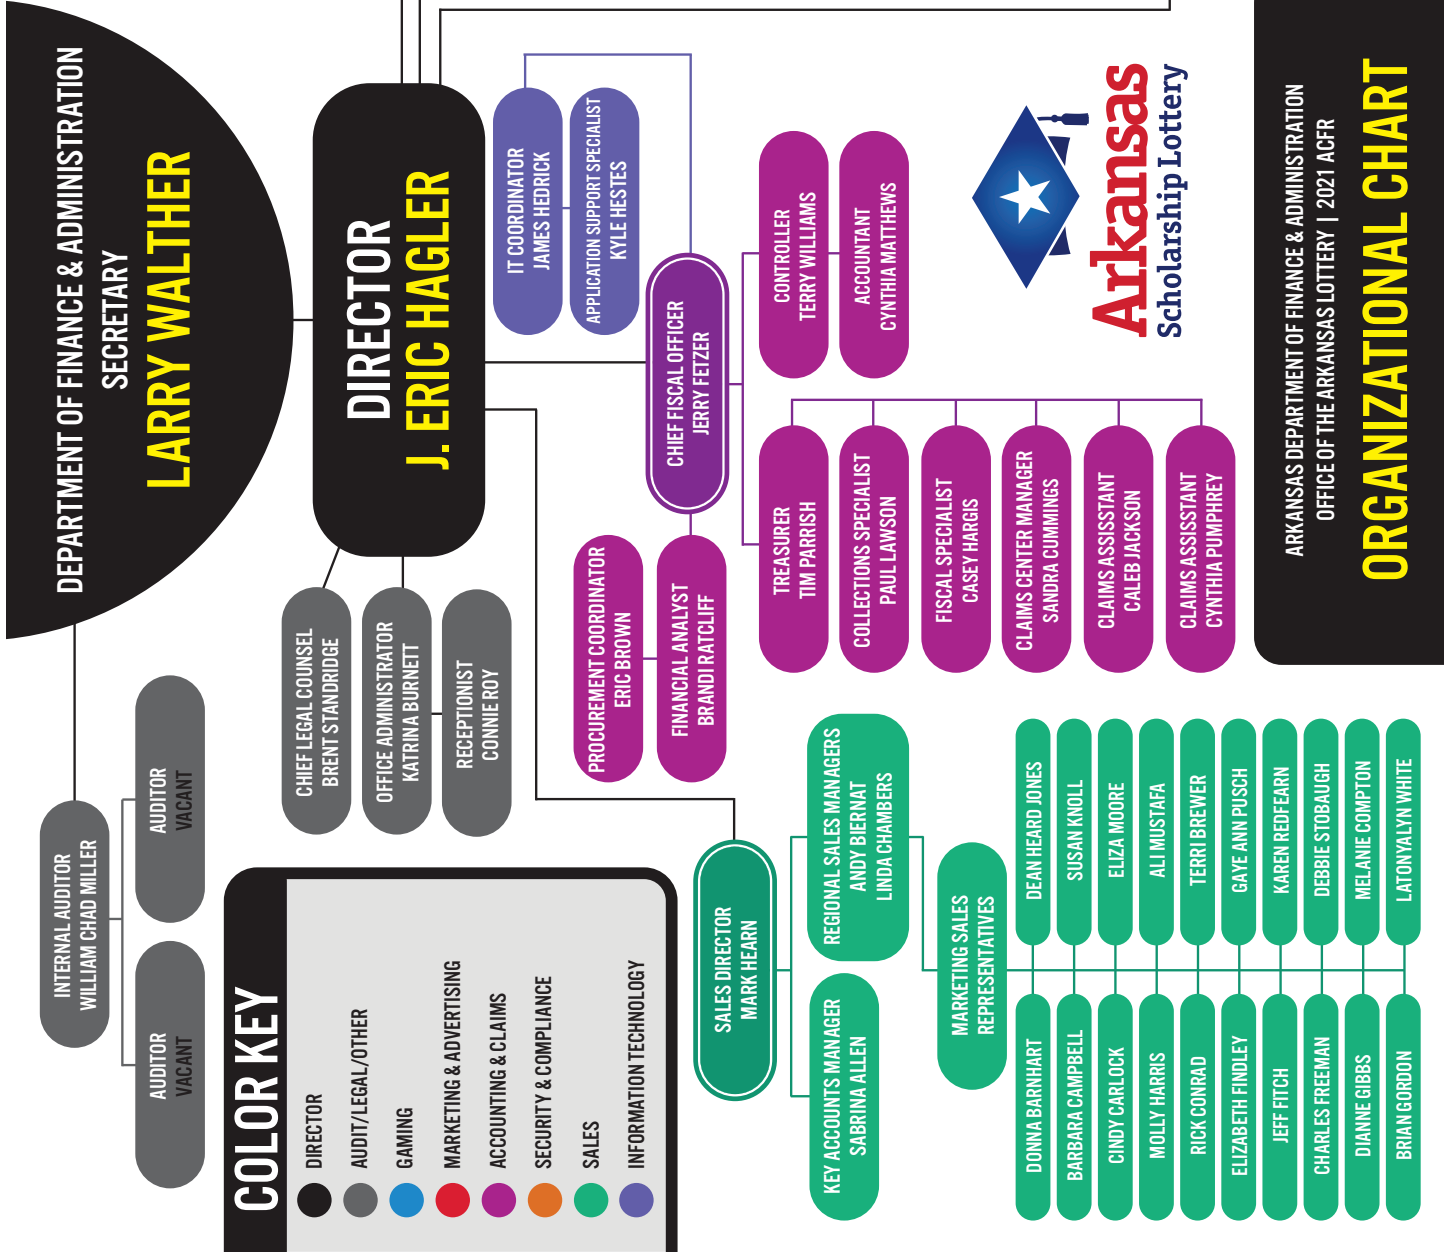 DEPARTMENT OF FINANCE & ADMINISTRATION
SECRETARY
LARRY WALTHER
DIRECTOR
J. ERIC HAGLER
INTERNAL AUDITOR
WILLIAM CHAD MILLER
AUDITOR
VACANT
AUDITOR
VACANT
CHIEF LEGAL COUNSEL
BRENT STANDRIDGE
OFFICE ADMINISTRATOR
KATRINA BURNETT
RECEPTIONIST
CONNIE ROY
IT COORDINATOR
JAMES HEDRICK
APPLICATION SUPPORT SPECIALIST
KYLE HESTES
CHIEF FISCAL OFFICER
JERRY FETZER
PROCUREMENT COORDINATOR
ERIC BROWN
FINANCIAL ANALYST
BRANDI RATCLIFF
CONTROLLER
TERRY WILLIAMS
ACCOUNTANT
CYNTHIA MATTHEWS
TREASURER
TIM PARRISH
COLLECTIONS SPECIALIST
PAUL LAWSON
FISCAL SPECIALIST
CASEY HARGIS
CLAIMS CENTER MANAGER
SANDRA CUMMINGS
CLAIMS ASSISSTANT
CALEB JACKSON
CLAIMS ASSISSTANT
CYNTHIA PUMPHREY
COLOR KEY
DIRECTOR
AUDIT/LEGAL/OTHER
GAMING
MARKETING & ADVERTISING
ACCOUNTING & CLAIMS
SECURITY & COMPLIANCE
SALES
INFORMATION TECHNOLOGY
SALES DIRECTOR
MARK HEARN
KEY ACCOUNTS MANAGER
SABRINA ALLEN
REGIONAL SALES MANAGERS
ANDY BIERNAT
LINDA CHAMBERS
MARKETING SALES
REPRESENTATIVES
DONNA BARNHART
DEAN HEARD JONES
BARBARA CAMPBELL
SUSAN KNOLL
CINDY CARLOCK
ELIZA MOORE
MOLLY HARRIS
ALI MUSTAFA
RICK CONRAD
TERRI BREWER
ELIZABETH FINDLEY
GAYE ANN PUSCH
JEFF FITCH
KAREN REDFEARN
CHARLES FREEMAN
DEBBIE STOBAUGH
DIANNE GIBBS
MELANIE COMPTON
BRIAN GORDON
LATONYALYN WHITE
Arkansas
Scholarship Lottery
ARKANSAS DEPARTMENT OF FINANCE & ADMINISTRATION
OFFICE OF THE ARKANSAS LOTTERY | 2021 ACFR
ORGANIZATIONAL CHART